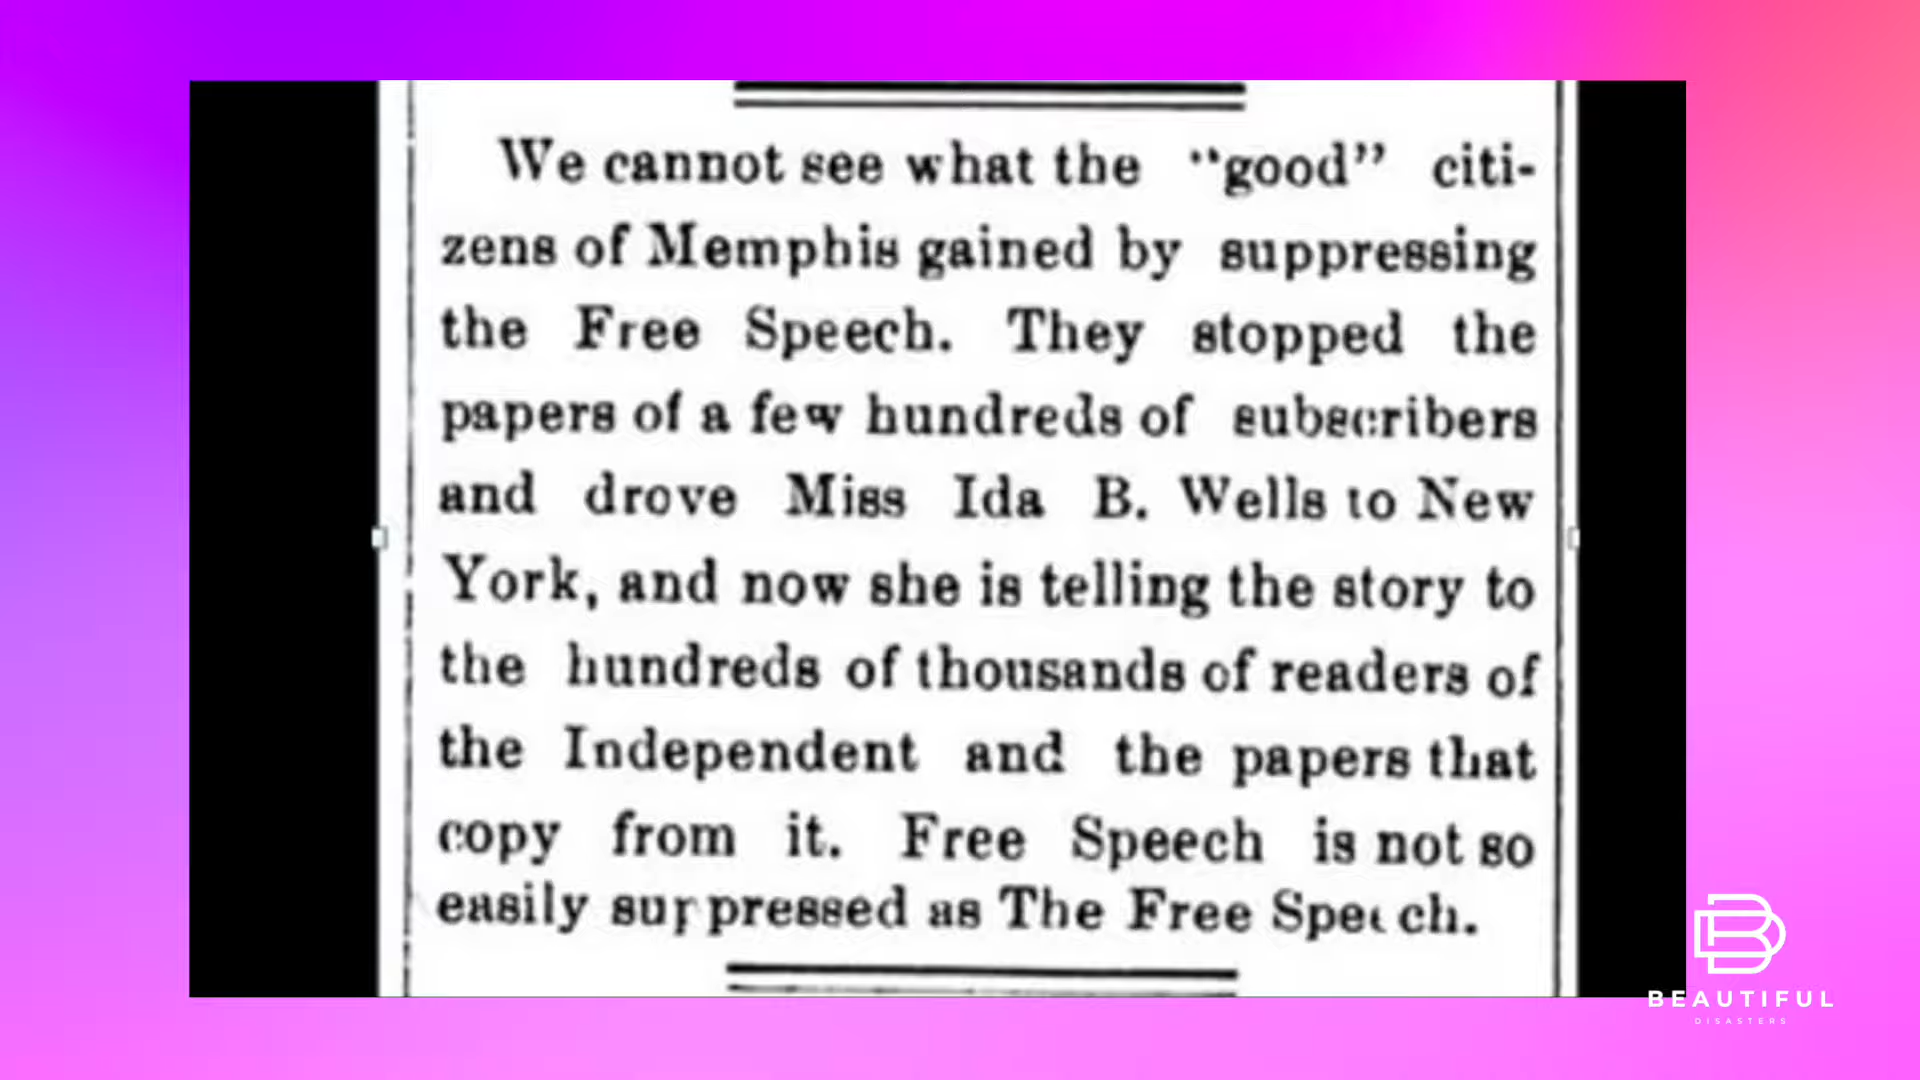 We cannot see what the "good" citi-
zens of Memphis gained by suppressing
the Free Speech. They stopped the
papers of a few hundreds of subscribers
and drove Miss Ida B. Wells to New
York, and now she is telling the story to
the hundreds of thousands of readers of
the Independent and the papers that
copy from it. Free Speech is not so
easily suppressed as The Free Speech.
BEAUTIFUL
DISASTERS